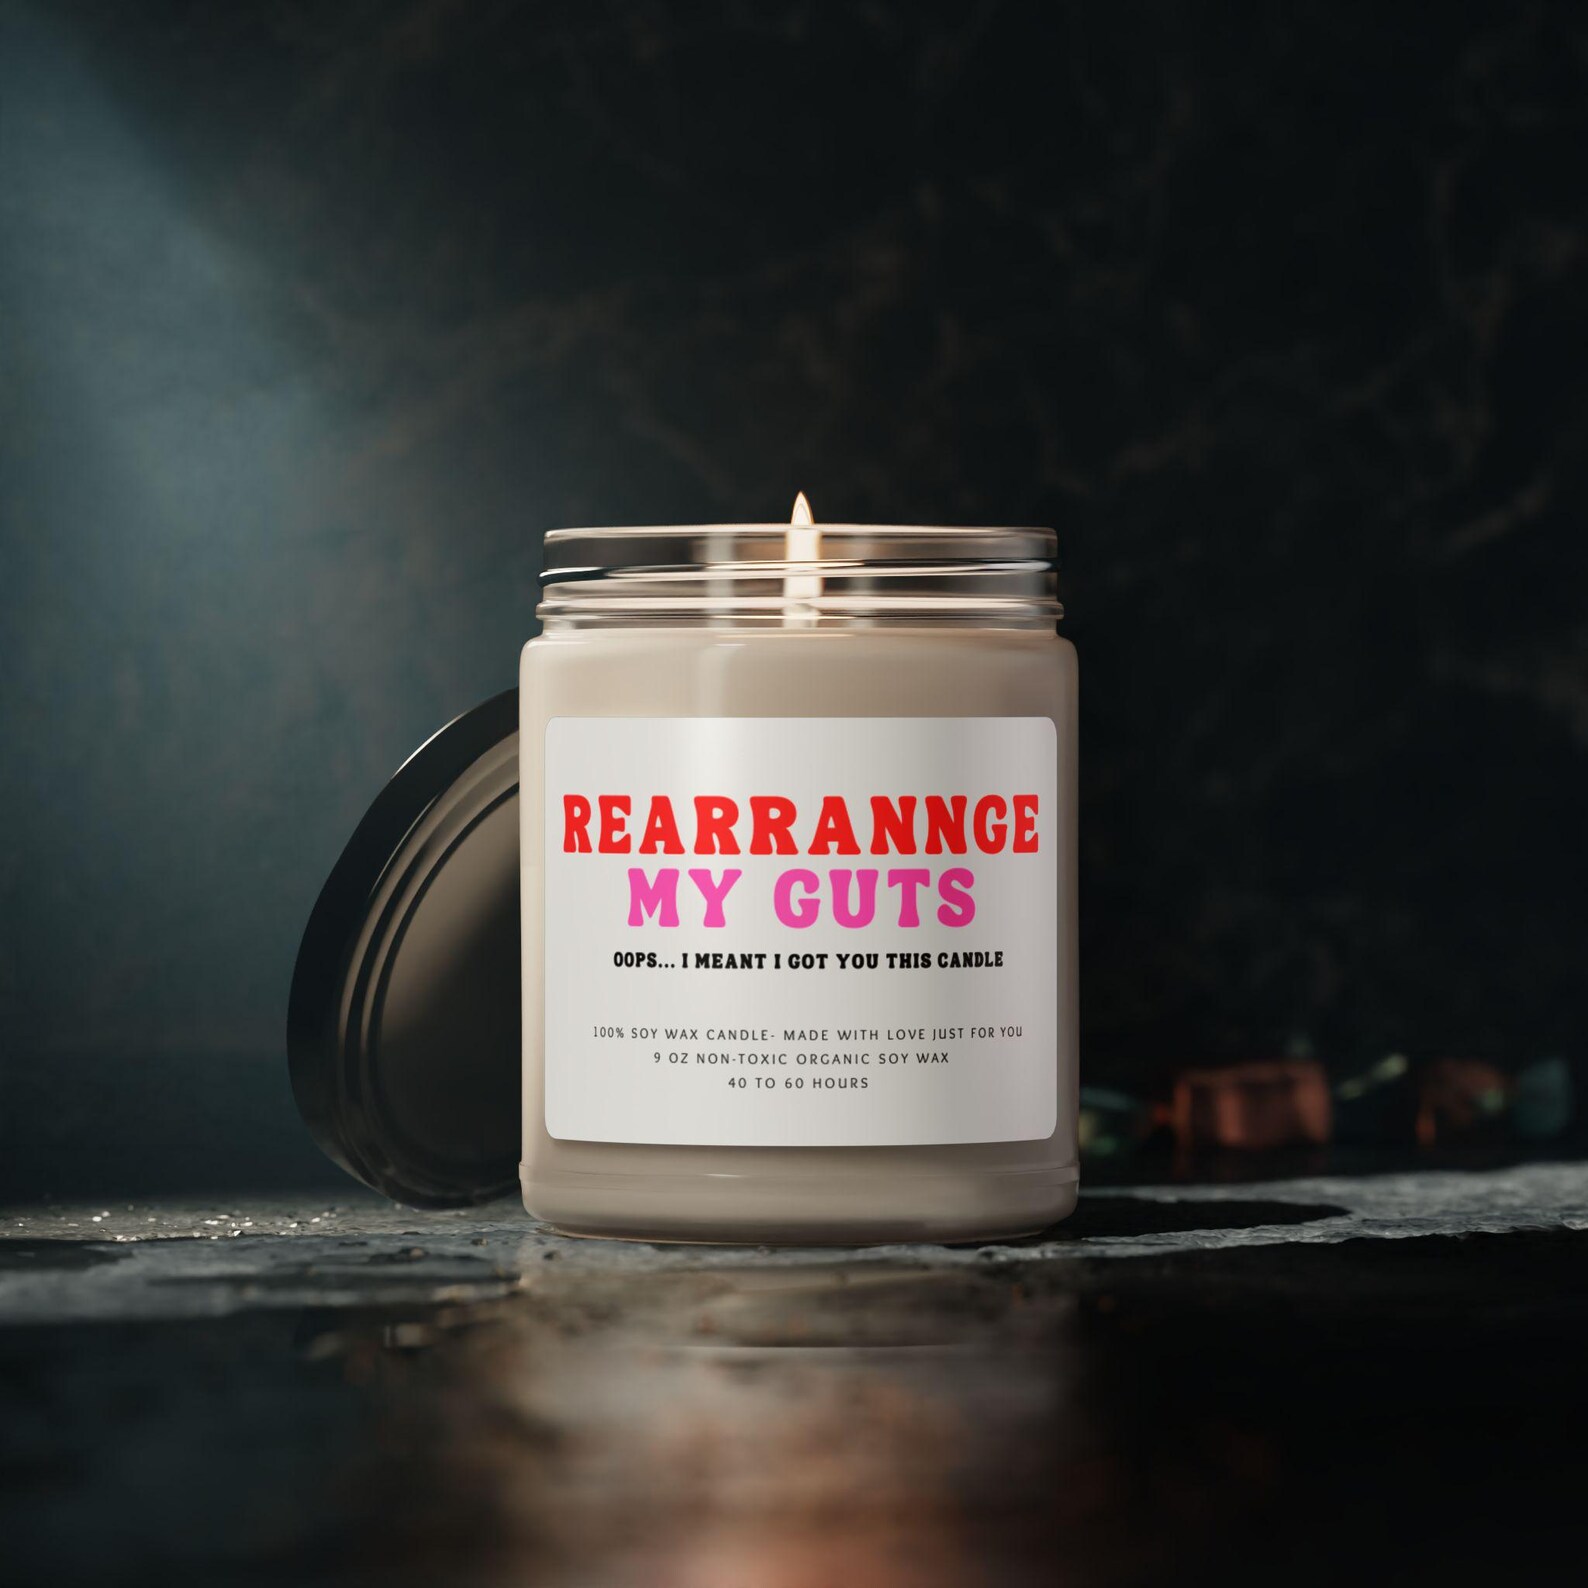 REARRANNGE
MY GUTS
OOPS... I MEANT I GOT YOU THIS CANDLE
100% SOY WAX CANDLE- MADE WITH LOVE JUST FOR YOU
9 OZ NON-TOXIC ORGANIC SOY WAX
40 TO 60 HOURS